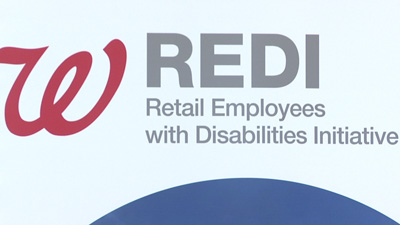 W REDI
Retail Employees
with Disabilities Initiative